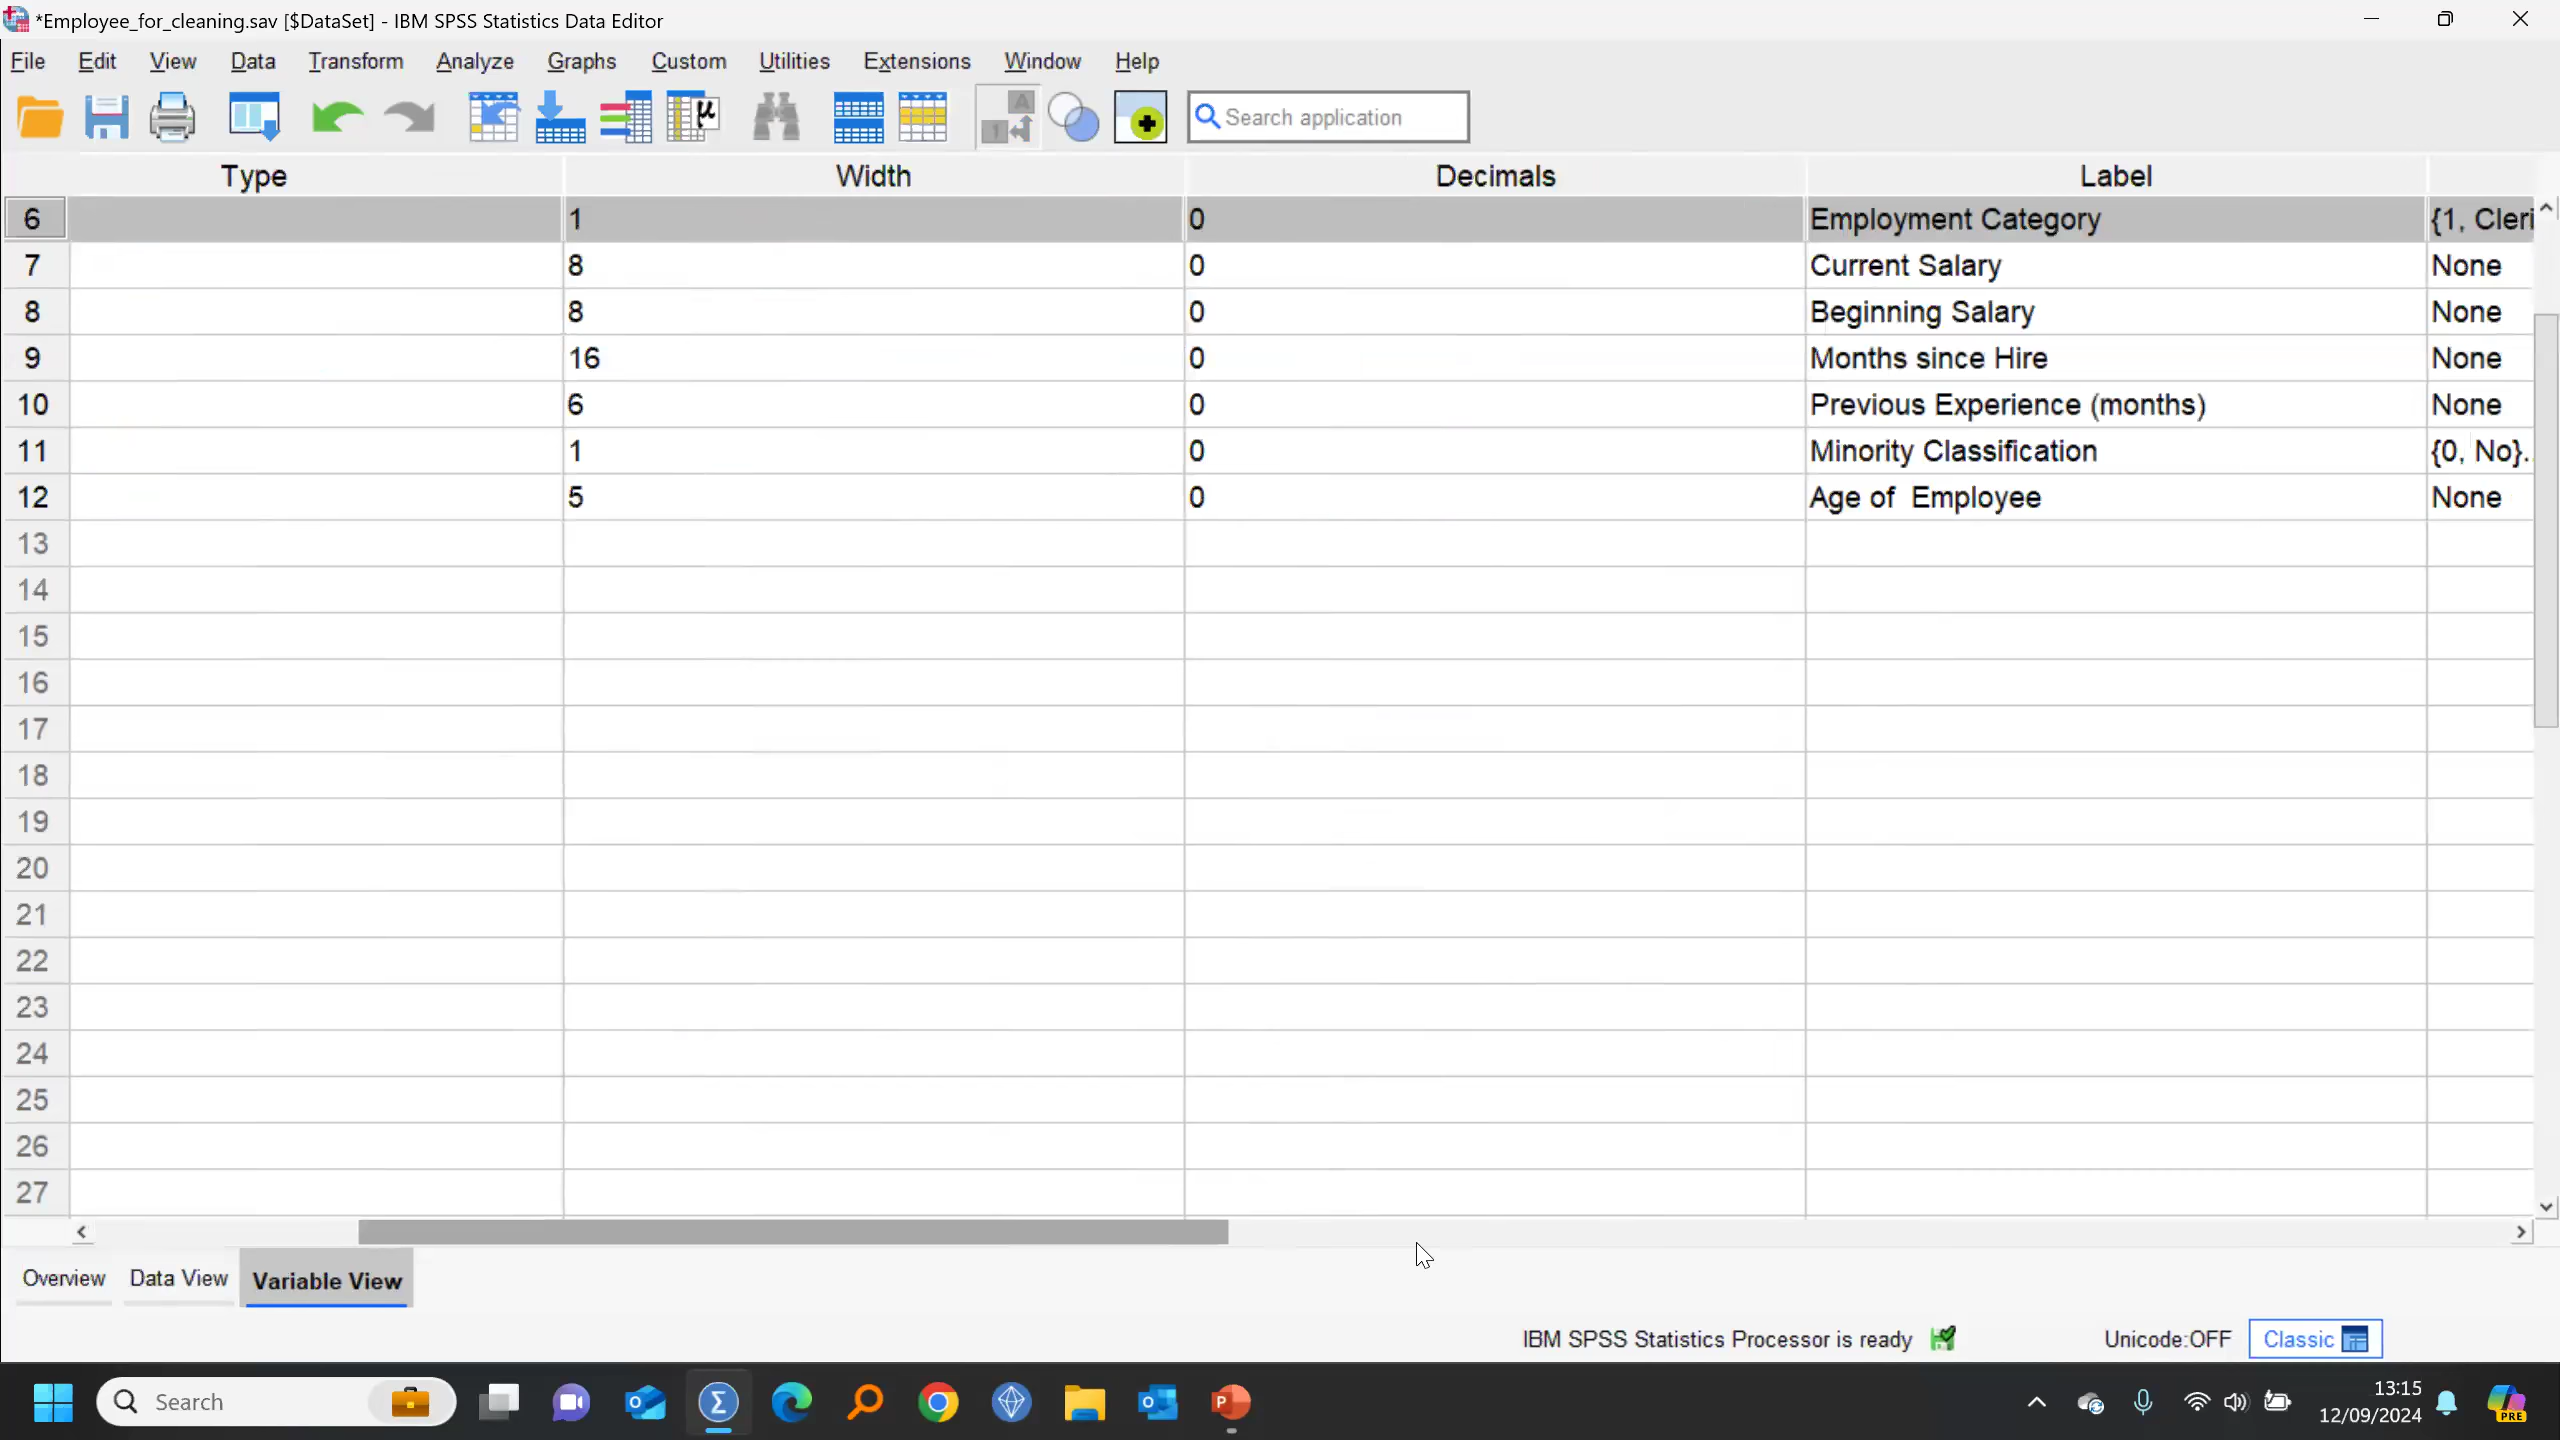 *Employee_for_cleaning.sav [$DataSet] - IBM SPSS Statistics Data Editor
File Edit View Data Transform Analyze Graphs Custom Utilities Extensions Window Help
Search application
Type Width Decimals Label
6 1 0 Employment Category {1, Cleri
7 8 0 Current Salary None
8 8 0 Beginning Salary None
9 16 0 Months since Hire None
10 6 0 Previous Experience (months) None
11 1 0 Minority Classification {0, No}.
12 5 0 Age of  Employee None
13
14
15
16
17
18
19
20
21
22
23
24
25
26
27
Overview Data View Variable View
IBM SPSS Statistics Processor is ready Unicode:OFF Classic
Search
13:15
12/09/2024
PRE